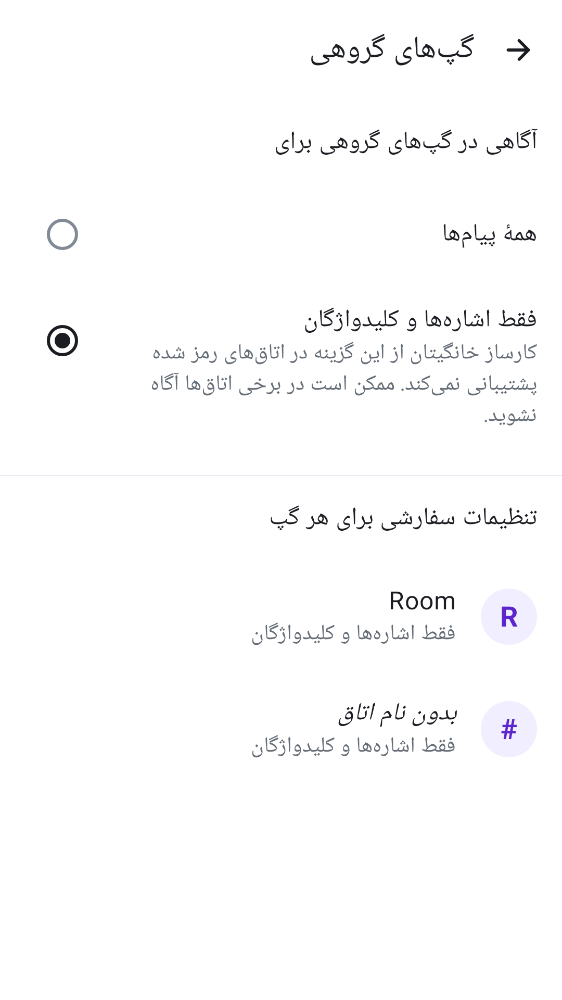 گپ‌های گروهی
آگاهی در گپ‌های گروهی برای
همهٔ پیام‌ها
فقط اشاره‌ها و کلیدواژگان
کارساز خانگیتان از این گزینه در اتاق‌های رمز شده
پشتیبانی نمی‌کند. ممکن است در برخی اتاق‌ها آگاه
نشوید.
تنظیمات سفارشی برای هر گپ
R
Room
فقط اشاره‌ها و کلیدواژگان
#
بدون نام اتاق
فقط اشاره‌ها و کلیدواژگان